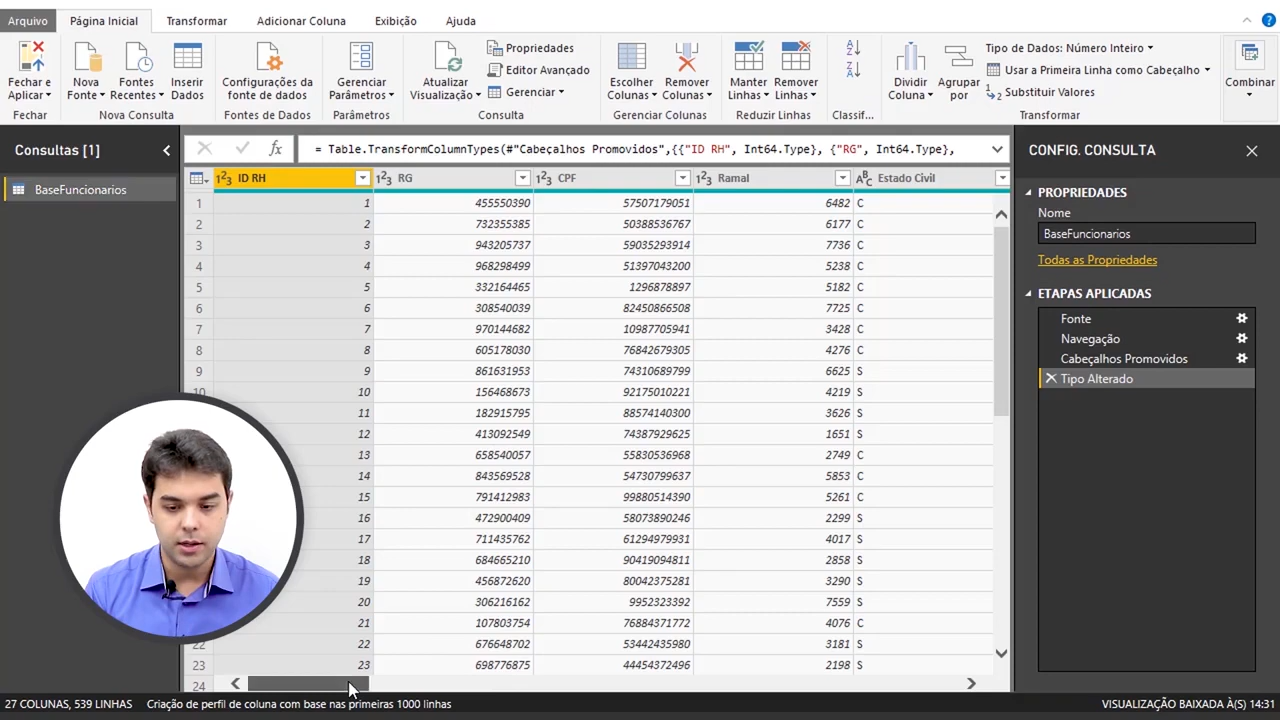 Arquivo Página Inicial Transformar Adicionar Coluna Exibição Ajuda
Fechar e Aplicar
Fechar
Nova Fonte
Fontes Recentes
Inserir Dados
Nova Consulta
Configurações da fonte de dados
Fontes de Dados
Gerenciar Parâmetros
Parâmetros
Atualizar Visualização
Propriedades
Editor Avançado
Gerenciar
Consulta
Escolher Colunas
Remover Colunas
Gerenciar Colunas
Manter Linhas
Remover Linhas
Reduzir Linhas
Classif...
Dividir Coluna
Agrupar por
Tipo de Dados: Número Inteiro
Usar a Primeira Linha como Cabeçalho
Substituir Valores
Transformar
Combinar
Consultas [1]
BaseFuncionarios
= Table.TransformColumnTypes(#"Cabeçalhos Promovidos",{{"ID RH", Int64.Type}, {"RG", Int64.Type},
ID RH RG CPF Ramal Estado Civil
1 1 455550390 57507179051 6482 C
2 2 732355385 50388536767 6177 C
3 3 943205737 59035293914 7736 C
4 4 968298499 51397043200 5238 C
5 5 332164465 1296878897 5182 C
6 6 308540039 82450866508 7725 C
7 7 970144682 10987705941 3428 C
8 8 605178030 76842679305 4276 C
9 9 861631953 74310689799 6625 S
10 10 156468673 92175010221 4219 S
11 11 182915795 88574140300 3626 S
12 12 413092549 74387929625 1651 S
13 13 658540057 55830536968 2749 C
14 14 843569528 54730799637 5853 C
15 15 791412983 99880514390 5261 C
16 16 472900409 58073890246 2299 S
17 17 711435762 61294979931 4017 S
18 18 684665210 90419094811 2858 S
19 19 456872620 80042375281 3290 S
20 20 306216162 9952323392 7559 S
21 21 107803754 76884371772 4076 C
22 22 676648702 53442435980 3181 S
23 23 698776875 44454372496 2198 S
24
CONFIG. CONSULTA
PROPRIEDADES
Nome
BaseFuncionarios
Todas as Propriedades
ETAPAS APLICADAS
Fonte
Navegação
Cabeçalhos Promovidos
Tipo Alterado
27 COLUNAS, 539 LINHAS Criação de perfil de coluna com base nas primeiras 1000 linhas VISUALIZAÇÃO BAIXADA À(S) 14:31